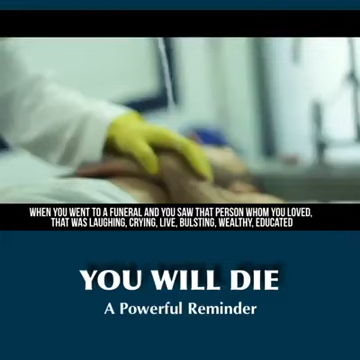 WHEN YOU WENT TO A FUNERAL AND YOU SAW THAT PERSON WHOM YOU LOVED,
THAT WAS LAUGHING, CRYING, LIVE, BULSTING, WEALTHY, EDUCATED
YOU WILL DIE
A Powerful Reminder